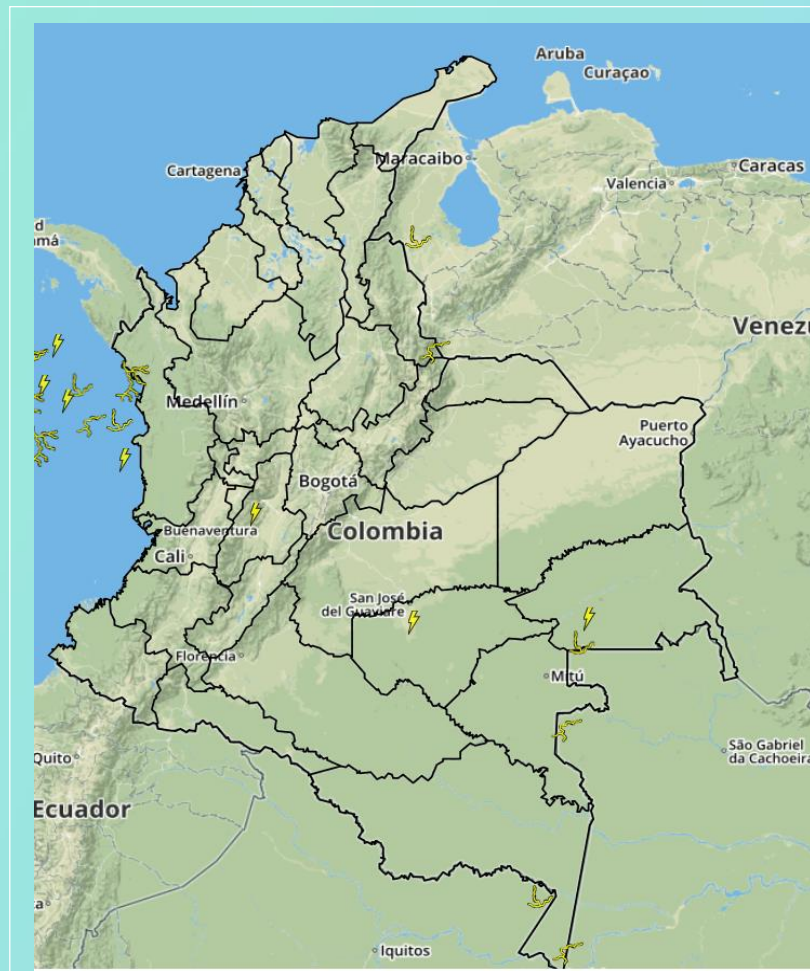 Aruba
Curaçao
Maracaibo
Cartagena
Caracas
Valencia
d
má
Venezu
Medellín
Puerto
Ayacucho
Bogotá
Buenaventura
Colombia
Cali
San José
del Guaviare
Florencia
Mitú
São Gabriel
da Cachoeira
Quito
Ecuador
a
Iquitos